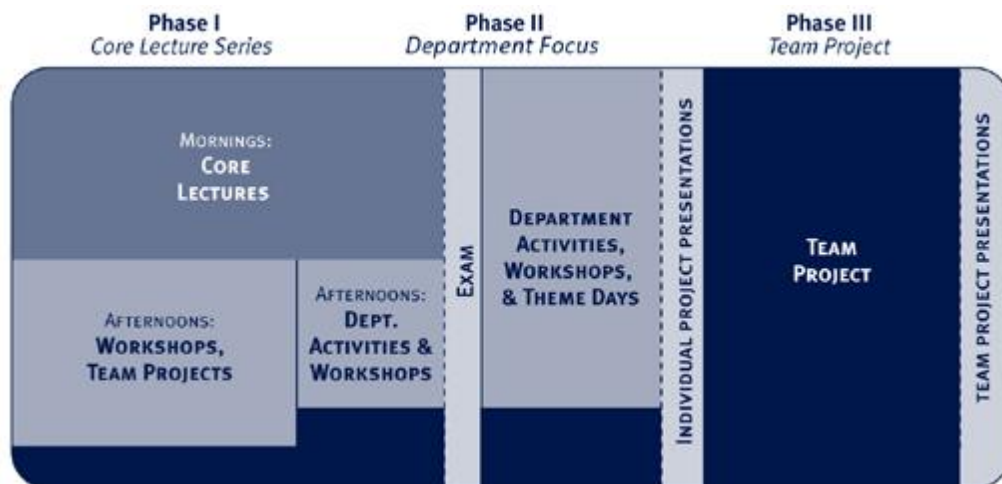 Phase I
Core Lecture Series
Phase II
Department Focus
Phase III
Team Project
MORNINGS:
CORE
LECTURES
AFTERNOONS:
WORKSHOPS,
TEAM PROJECTS
AFTERNOONS:
DEPT.
ACTIVITIES &
WORKSHOPS
EXAM
DEPARTMENT
ACTIVITIES,
WORKSHOPS,
& THEME DAYS
INDIVIDUAL PROJECT PRESENTATIONS
TEAM
PROJECT
TEAM PROJECT PRESENTATIONS